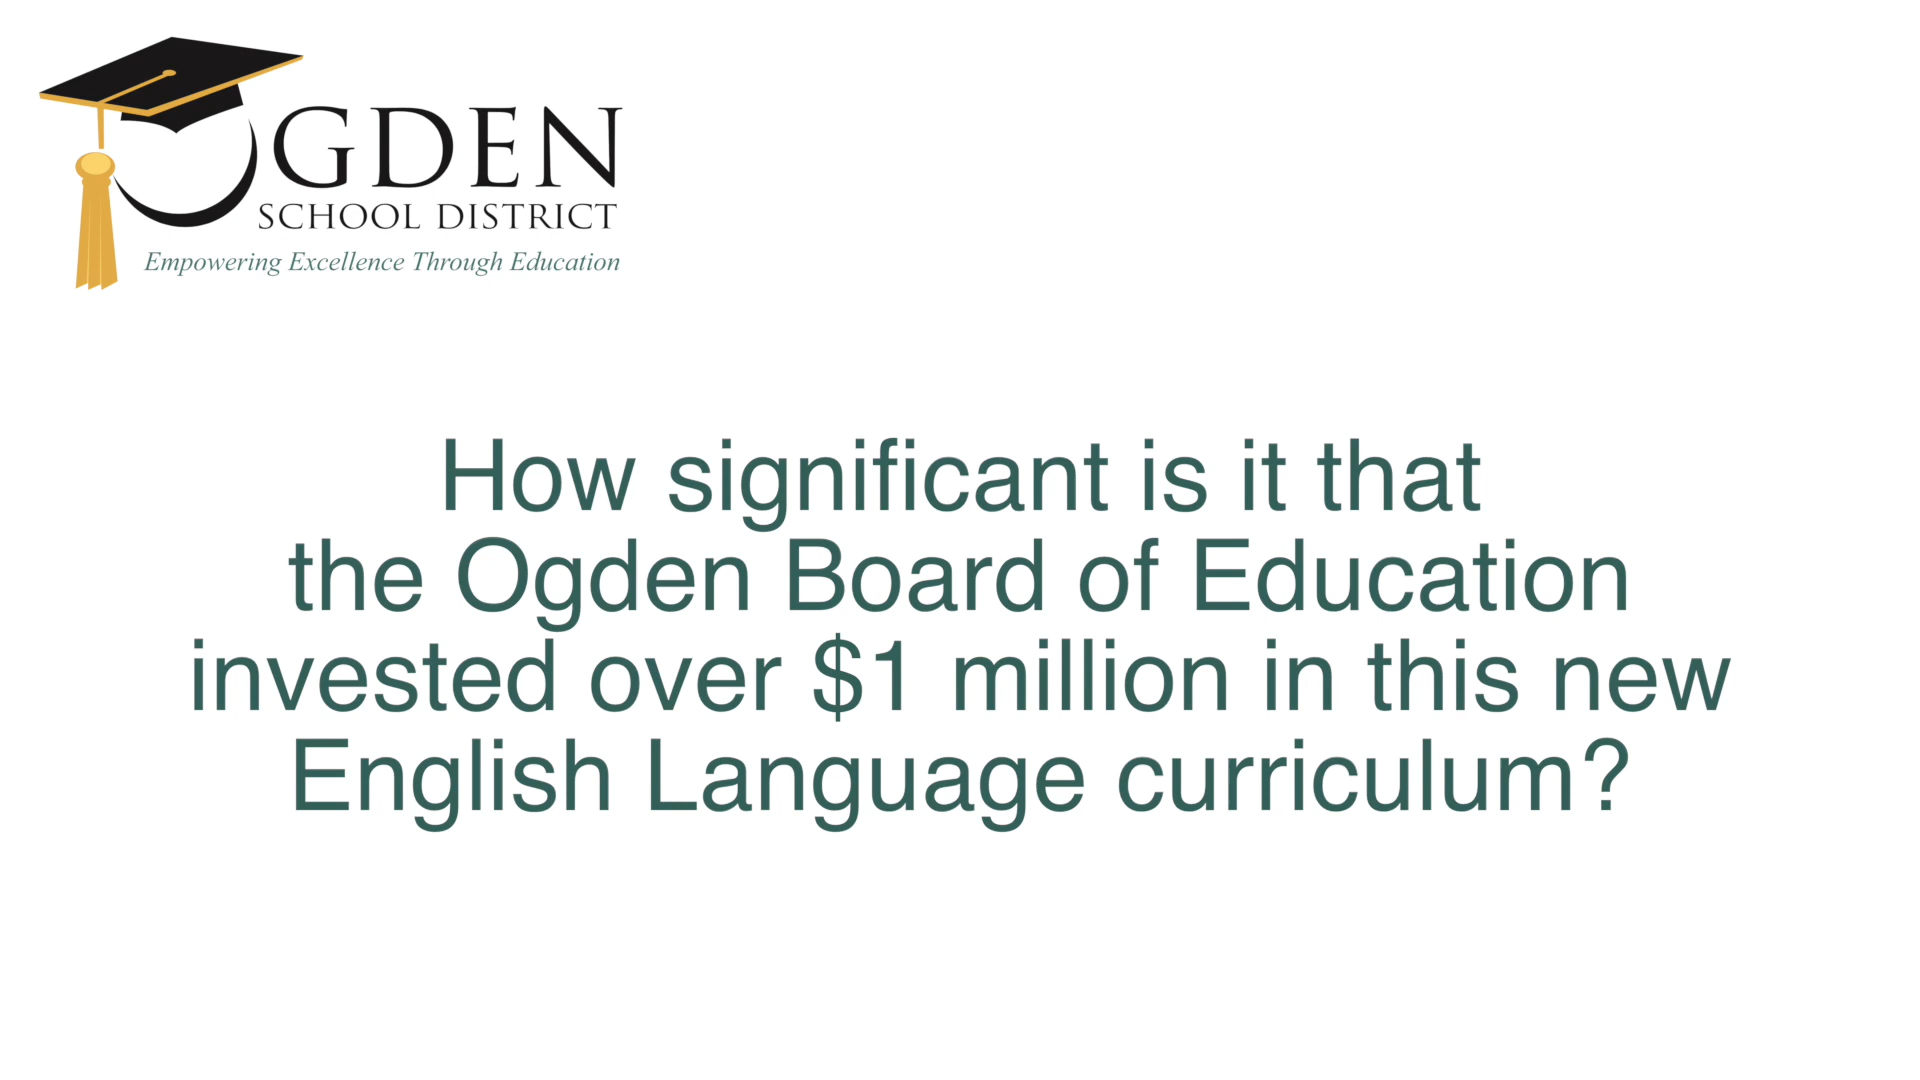 OGDEN
SCHOOL DISTRICT
Empowering Excellence Through Education
How significant is it that
the Ogden Board of Education
invested over $1 million in this new
English Language curriculum?